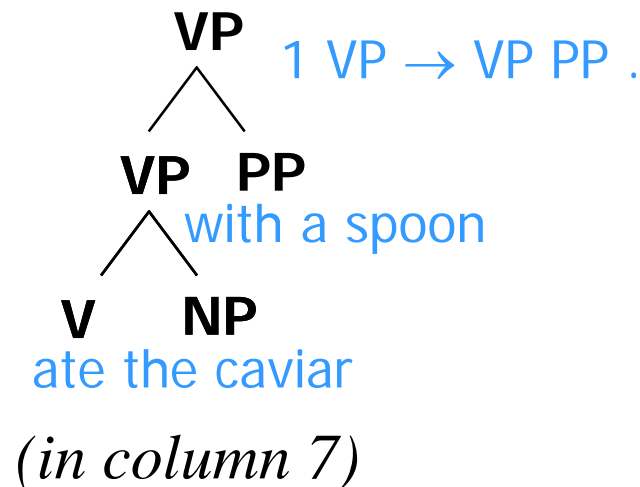 VP
1 VP → VP PP .
VP PP
with a spoon
V NP
ate the caviar
(in column 7)